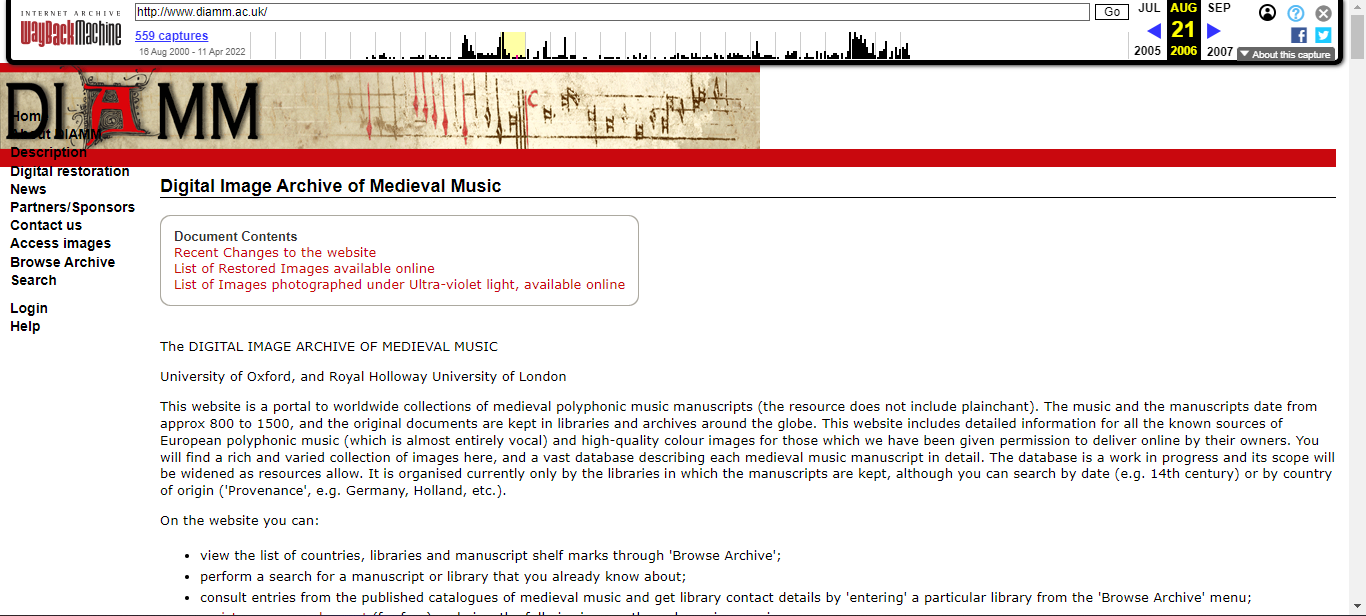 INTERNET ARCHIVE
WayBackMachine
http://www.diamm.ac.uk/
Go
559 captures
16 Aug 2000 - 11 Apr 2022
JUL AUG SEP
21
2005 2006 2007
About this capture
DIAMM
Home
About DIAMM
Description
Digital restoration
News
Partners/Sponsors
Contact us
Access images
Browse Archive
Search
Login
Help
Digital Image Archive of Medieval Music
Document Contents
Recent Changes to the website
List of Restored Images available online
List of Images photographed under Ultra-violet light, available online
The DIGITAL IMAGE ARCHIVE OF MEDIEVAL MUSIC
University of Oxford, and Royal Holloway University of London
This website is a portal to worldwide collections of medieval polyphonic music manuscripts (the resource does not include plainchant). The music and the manuscripts date from
approx 800 to 1500, and the original documents are kept in libraries and archives around the globe. This website includes detailed information for all the known sources of
European polyphonic music (which is almost entirely vocal) and high-quality colour images for those which we have been given permission to deliver online by their owners. You
will find a rich and varied collection of images here, and a vast database describing each medieval music manuscript in detail. The database is a work in progress and its scope will
be widened as resources allow. It is organised currently only by the libraries in which the manuscripts are kept, although you can search by date (e.g. 14th century) or by country
of origin ('Provenance', e.g. Germany, Holland, etc.).
On the website you can:
• view the list of countries, libraries and manuscript shelf marks through 'Browse Archive';
• perform a search for a manuscript or library that you already know about;
• consult entries from the published catalogues of medieval music and get library contact details by 'entering' a particular library from the 'Browse Archive' menu;